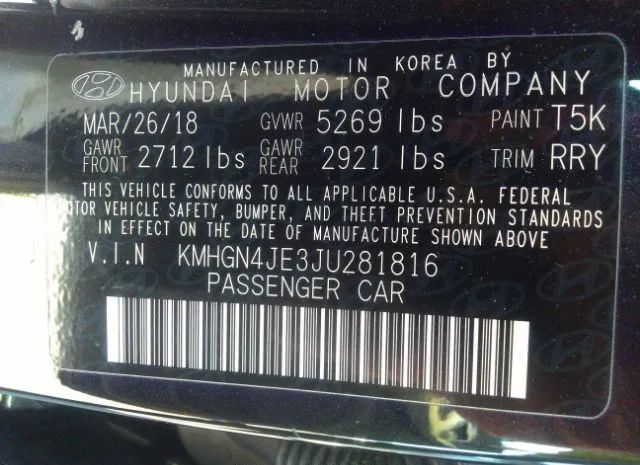 MANUFACTURED IN KOREA BY
HYUNDAI MOTOR COMPANY
MAR/26/18 GVWR 5269 lbs PAINT T5K
GAWR FRONT 2712 lbs GAWR REAR 2921 lbs TRIM RRY
THIS VEHICLE CONFORMS TO ALL APPLICABLE U.S.A. FEDERAL
MOTOR VEHICLE SAFETY, BUMPER, AND THEFT PREVENTION STANDARDS
IN EFFECT ON THE DATE OF MANUFACTURE SHOWN ABOVE
V.I.N KMHGN4JE3JU281816
PASSENGER CAR